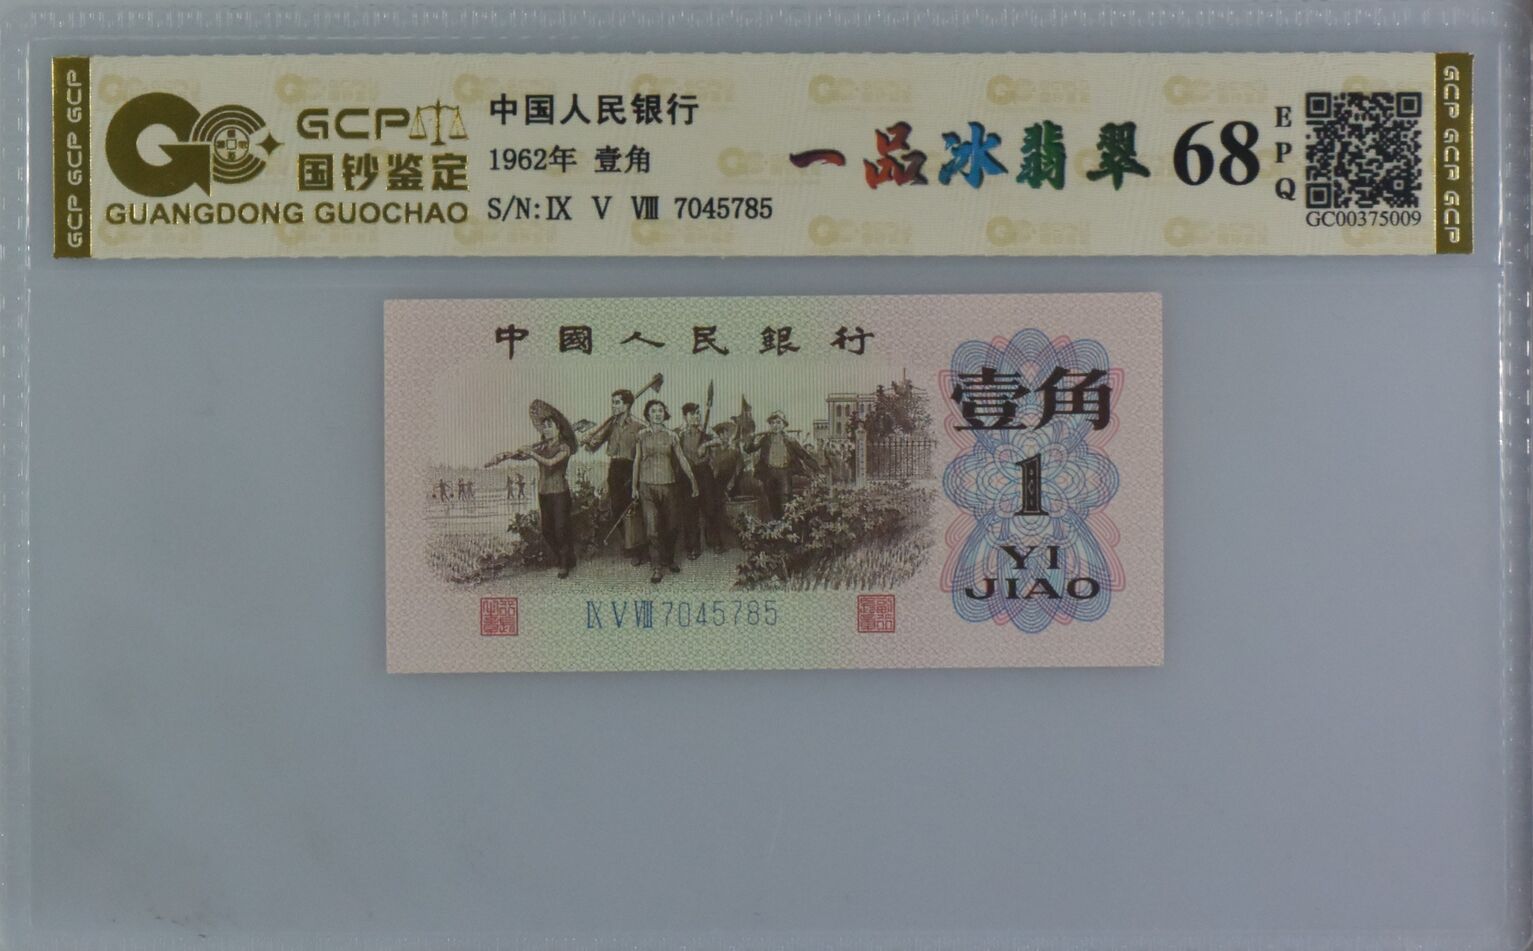 GCP GCP GCP
GCP
国钞鉴定
GUANGDONG GUOCHAO
中国人民银行
1962年 壹角
S/N:Ⅸ Ⅴ Ⅷ 7045785
一品冰翡翠
68
EPQ
GC00375009
GCP GCP GCP
中國人民銀行
壹角
1
YI
JIAO
Ⅸ Ⅴ Ⅷ 7045785